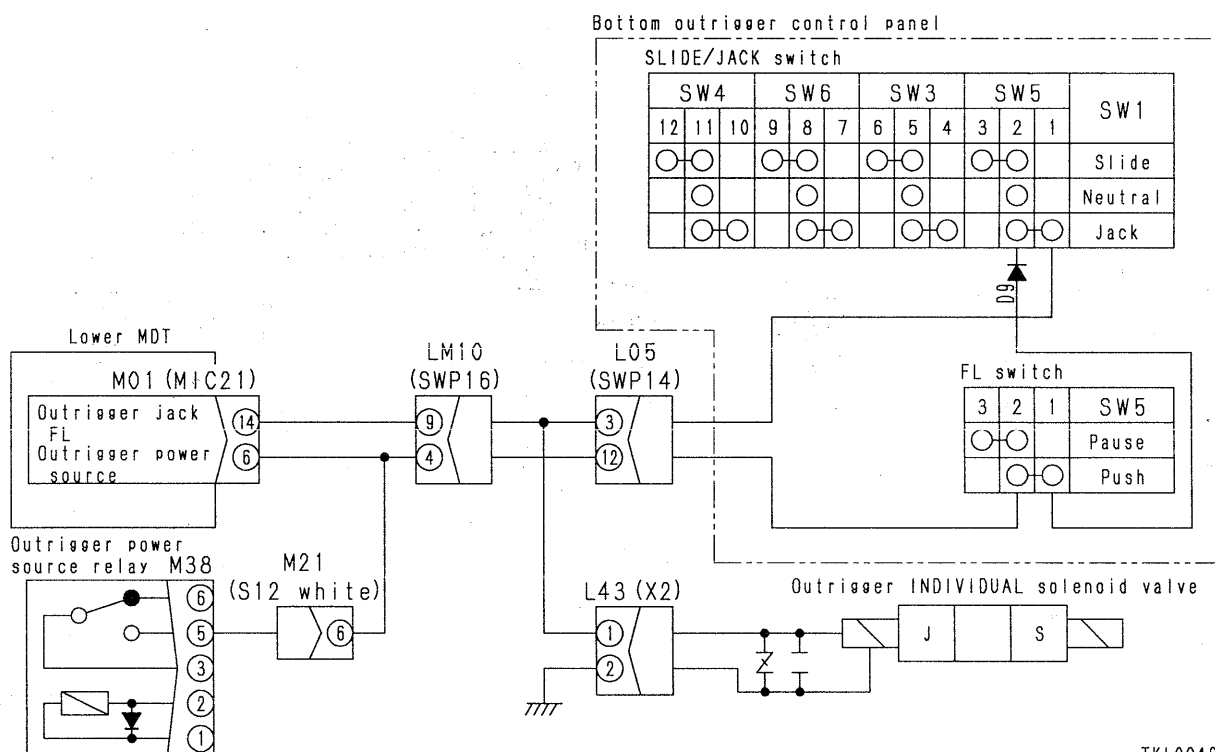 Bottom outrigger control panel
SLIDE/JACK switch
SW4 SW6 SW3 SW5 SW1
12 11 10 9 8 7 6 5 4 3 2 1
Slide
Neutral
Jack
D9
Lower MDT
M01 (MIC21)
LM10
(SWP16)
L05
(SWP14)
FL switch
Outrigger jack
FL
Outrigger power
source
14
6
9
4
3
12
3 2 1 SW5
Pause
Push
Outrigger power
source relay M38
M21
(S12 white)
L43 (X2)
Outrigger INDIVIDUAL solenoid valve
6
5
3
2
1
6
1
2
J S